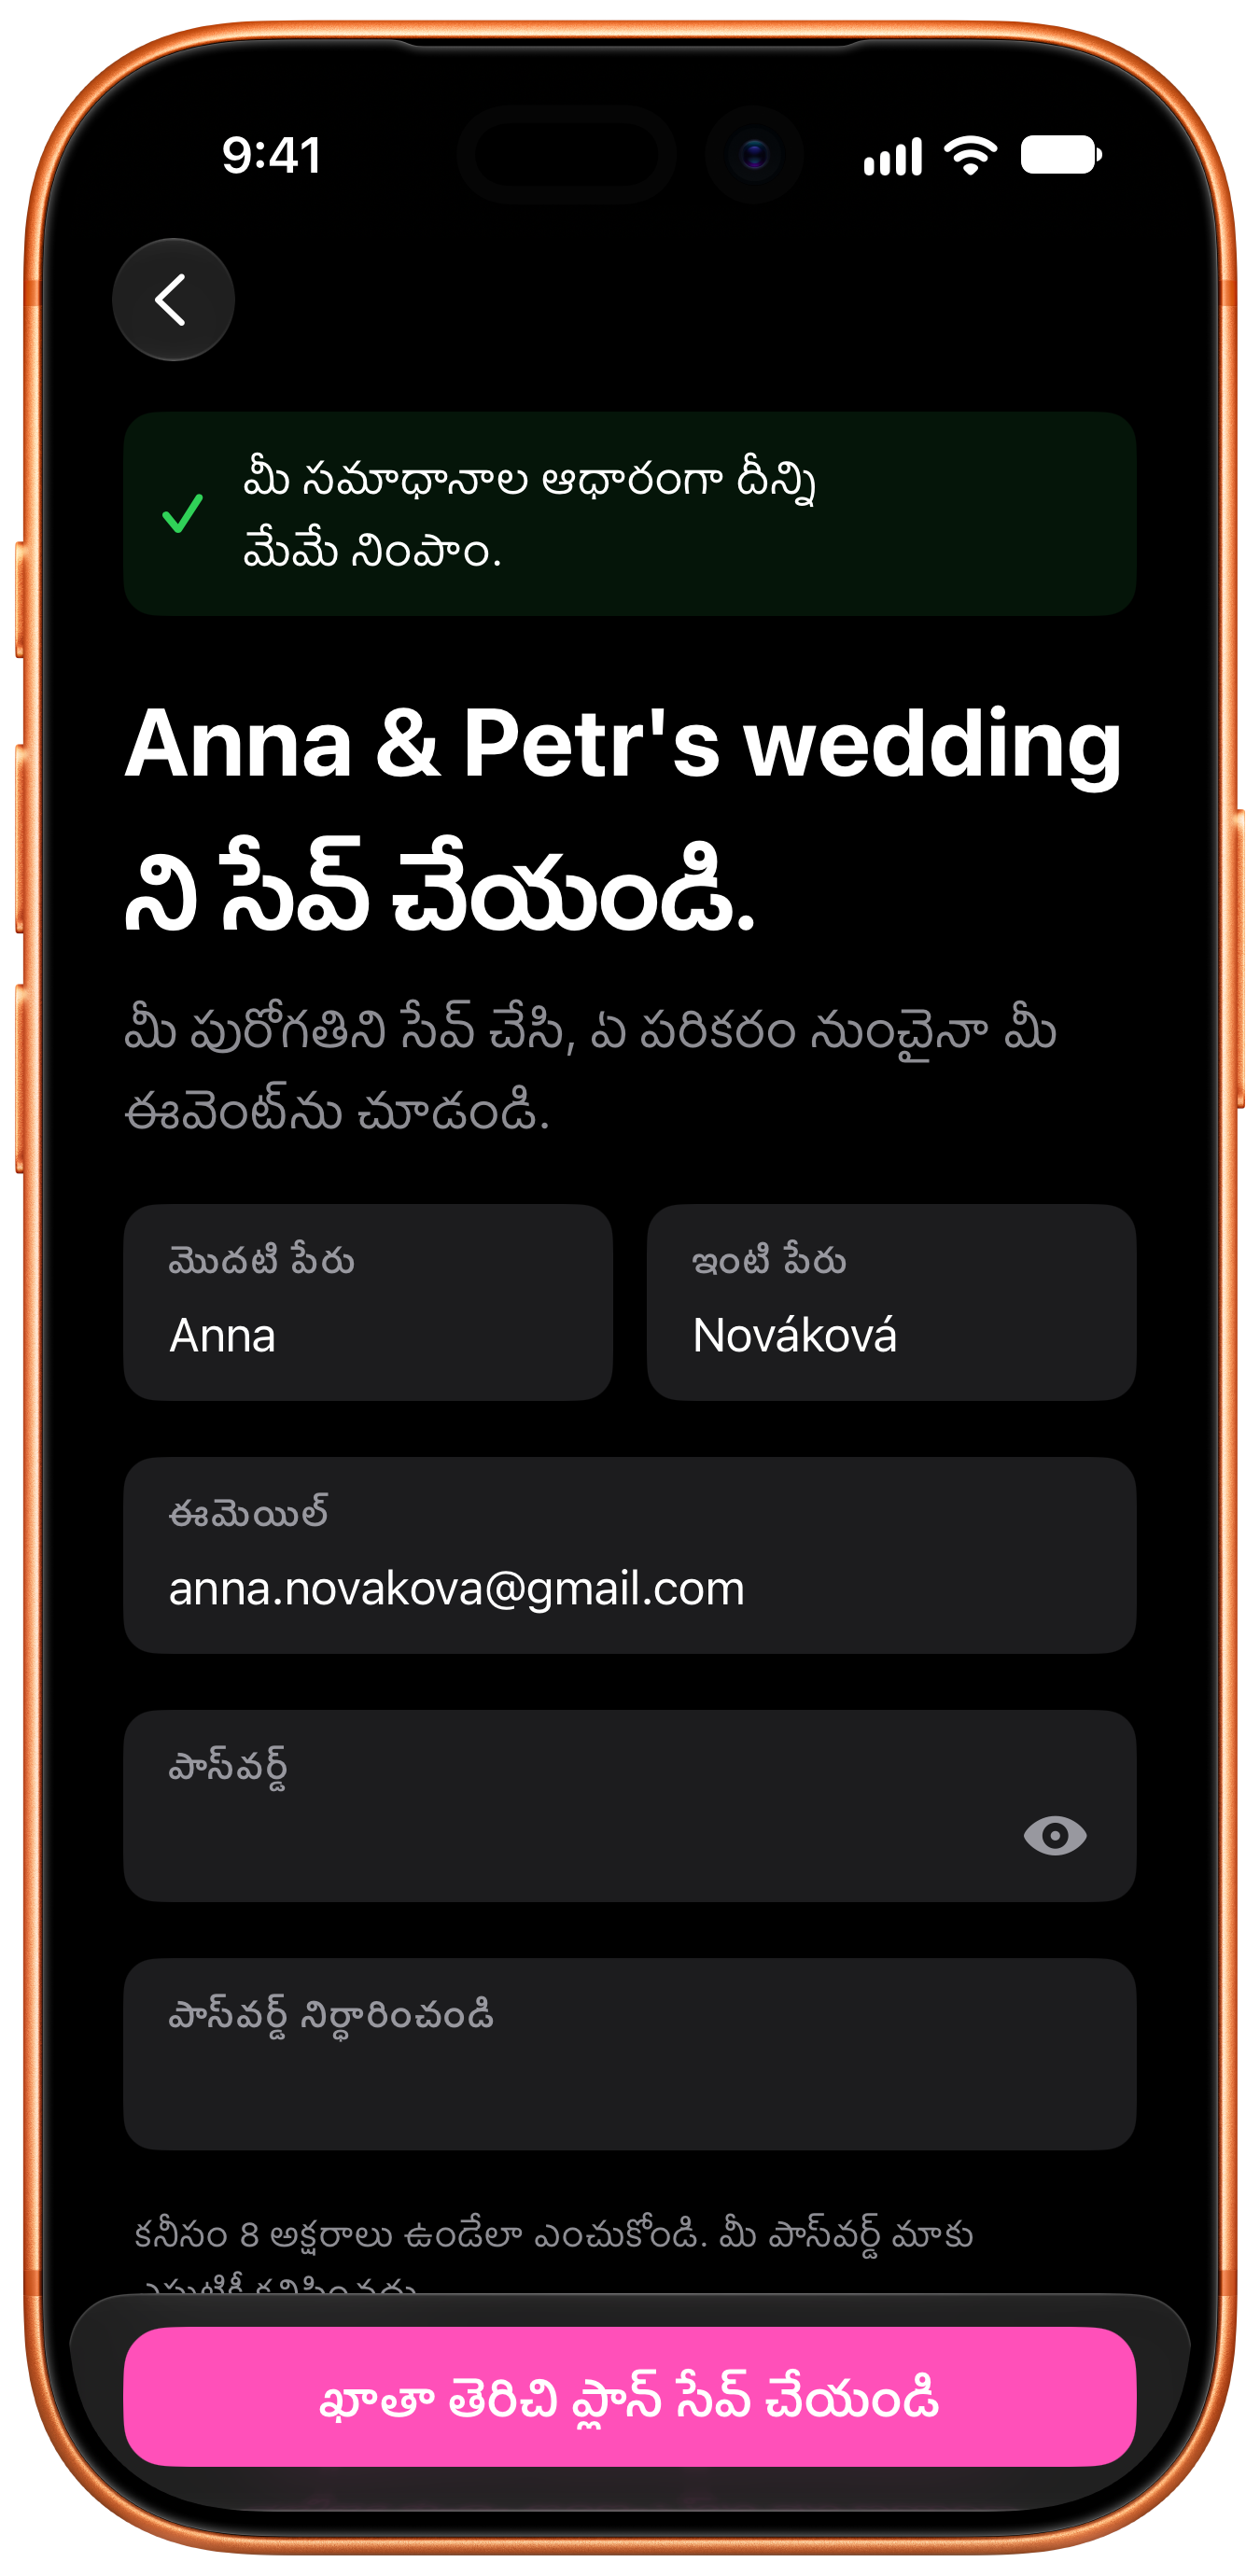 9:41
మీ సమాధానాల ఆధారంగా దీన్ని
మేమే నింపాం.
Anna & Petr's wedding
ని సేవ్ చేయండి.
మీ పురోగతిని సేవ్ చేసి, ఏ పరికరం నుంచైనా మీ
ఈవెంట్‌ను చూడండి.
మొదటి పేరు
ఇంటి పేరు
Anna
Nováková
ఈమెయిల్
anna.novakova@gmail.com
పాస్‌వర్డ్
పాస్‌వర్డ్ నిర్ధారించండి
కనీసం 8 అక్షరాలు ఉండేలా ఎంచుకోండి. మీ పాస్‌వర్డ్ మాకు
ఖాతా తెరిచి ప్లాన్ సేవ్ చేయండి